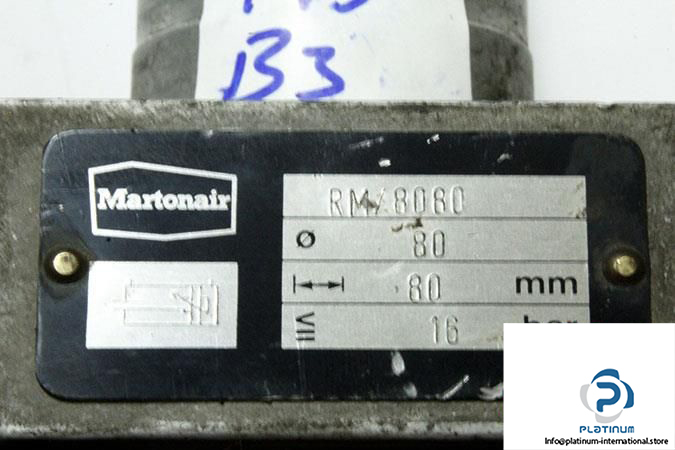 B3
Martonair
RM/8080
ø 80
80 mm
≤ 16
PLATINUM
Info@platinum-international.store